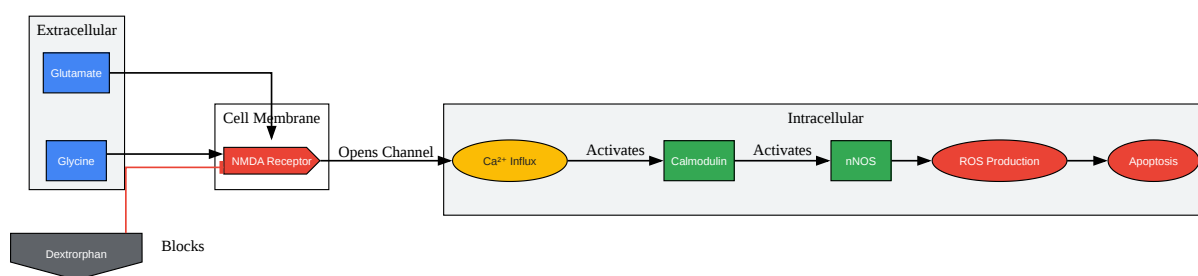 Extracellular
Glutamate
Glycine
Cell Membrane
NMDA Receptor
Opens Channel
Intracellular
Ca²⁺ Influx
Activates
Calmodulin
Activates
nNOS
ROS Production
Apoptosis
Dextrorphan
Blocks